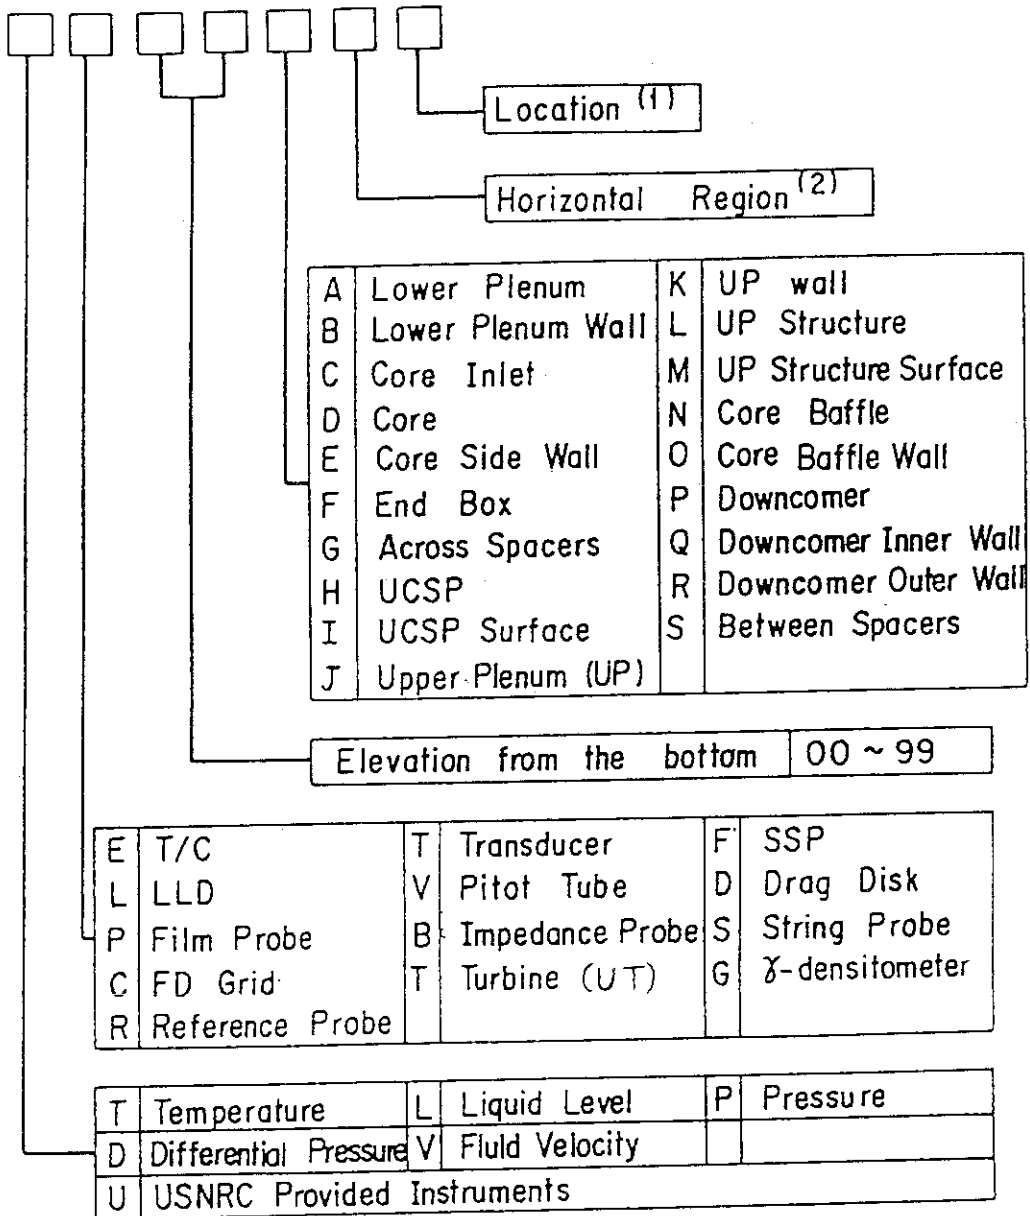 Location (1)
Horizontal Region (2)
A Lower Plenum K UP wall
B Lower Plenum Wall L UP Structure
C Core Inlet M UP Structure Surface
D Core N Core Baffle
E Core Side Wall O Core Baffle Wall
F End Box P Downcomer
G Across Spacers Q Downcomer Inner Wall
H UCSP R Downcomer Outer Wall
I UCSP Surface S Between Spacers
J Upper Plenum (UP)
Elevation from the bottom 00 ~ 99
E T/C T Transducer F SSP
L LLD V Pitot Tube D Drag Disk
P Film Probe B Impedance Probe S String Probe
C FD Grid T Turbine (UT) G γ-densitometer
R Reference Probe
T Temperature L Liquid Level P Pressure
D Differential Pressure V Fluid Velocity
U USNRC Provided Instruments